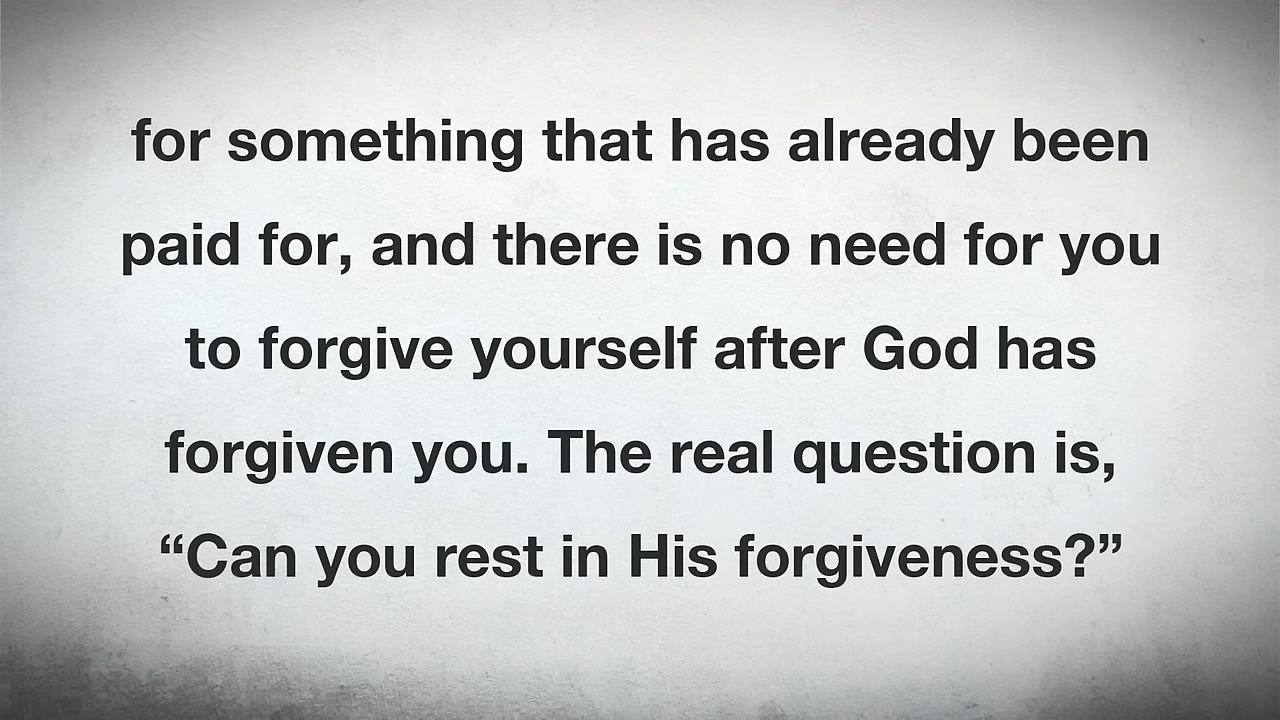 for something that has already been
paid for, and there is no need for you
to forgive yourself after God has
forgiven you. The real question is,
“Can you rest in His forgiveness?”